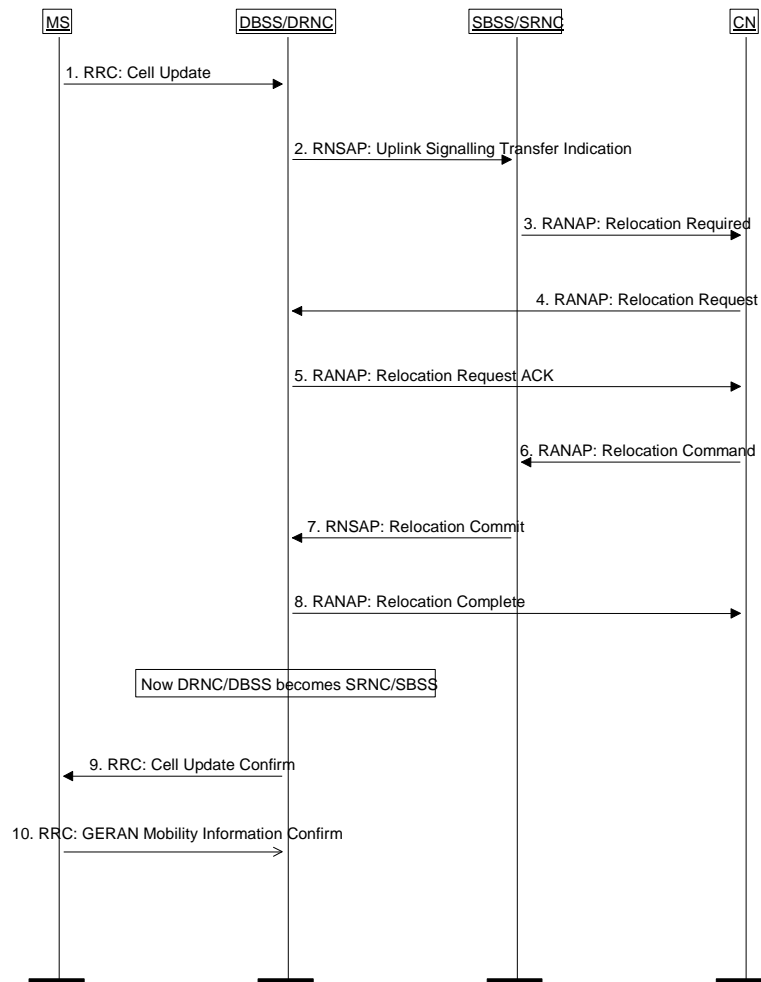 MS
DBSS/DRNC
SBSS/SRNC
CN
1. RRC: Cell Update
2. RNSAP: Uplink Signalling Transfer Indication
3. RANAP: Relocation Required
4. RANAP: Relocation Request
5. RANAP: Relocation Request ACK
6. RANAP: Relocation Command
7. RNSAP: Relocation Commit
8. RANAP: Relocation Complete
Now DRNC/DBSS becomes SRNC/SBSS
9. RRC: Cell Update Confirm
10. RRC: GERAN Mobility Information Confirm